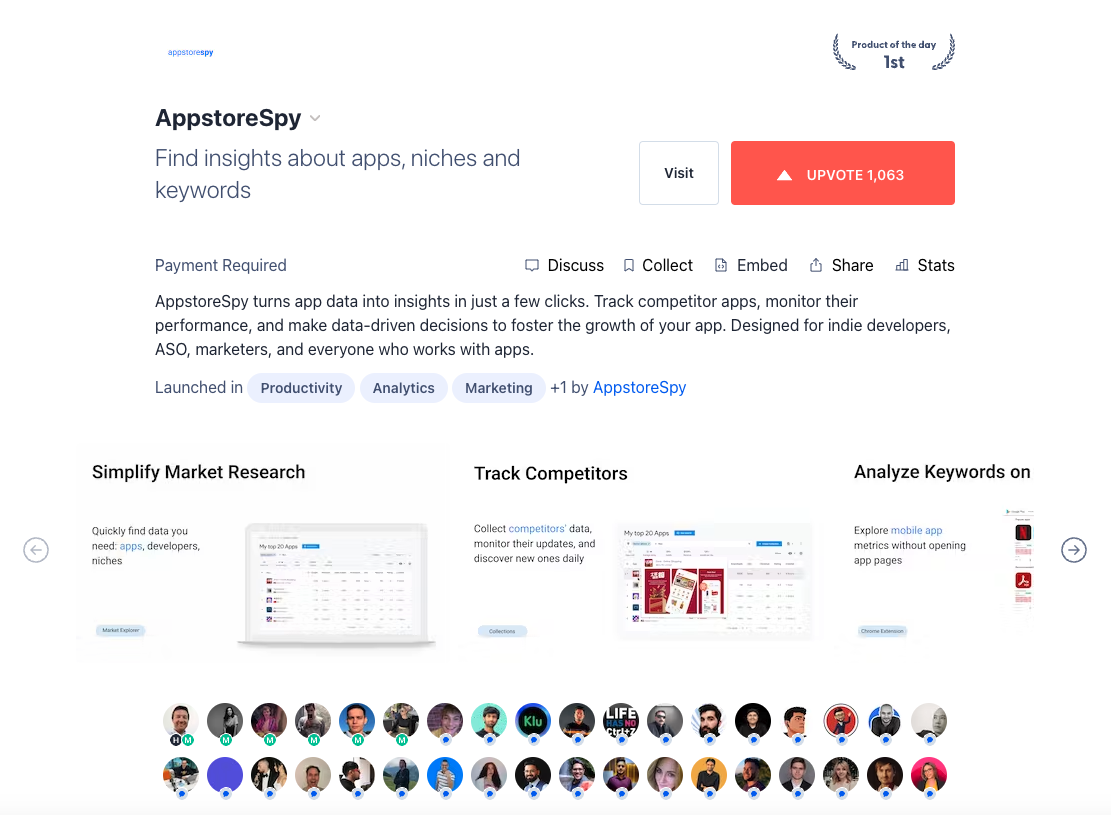 appstorespy
Product of the day
1st
AppstoreSpy
Find insights about apps, niches and
keywords
Visit
UPVOTE 1,063
Payment Required
Discuss
Collect
Embed
Share
Stats
AppstoreSpy turns app data into insights in just a few clicks. Track competitor apps, monitor their
performance, and make data-driven decisions to foster the growth of your app. Designed for indie developers,
ASO, marketers, and everyone who works with apps.
Launched in Productivity Analytics Marketing +1 by AppstoreSpy
Simplify Market Research
Quickly find data you
need: apps, developers,
niches
Market Explorer
My top 20 Apps
Track Competitors
Collect competitors' data,
monitor their updates, and
discover new ones daily
Collections
My top 20 Apps
Analyze Keywords on
Explore mobile app
metrics without opening
app pages
Chrome Extension
H
M
M
M
M
M
M
Klu
LIFE
HAS NO
Ctrl+Z